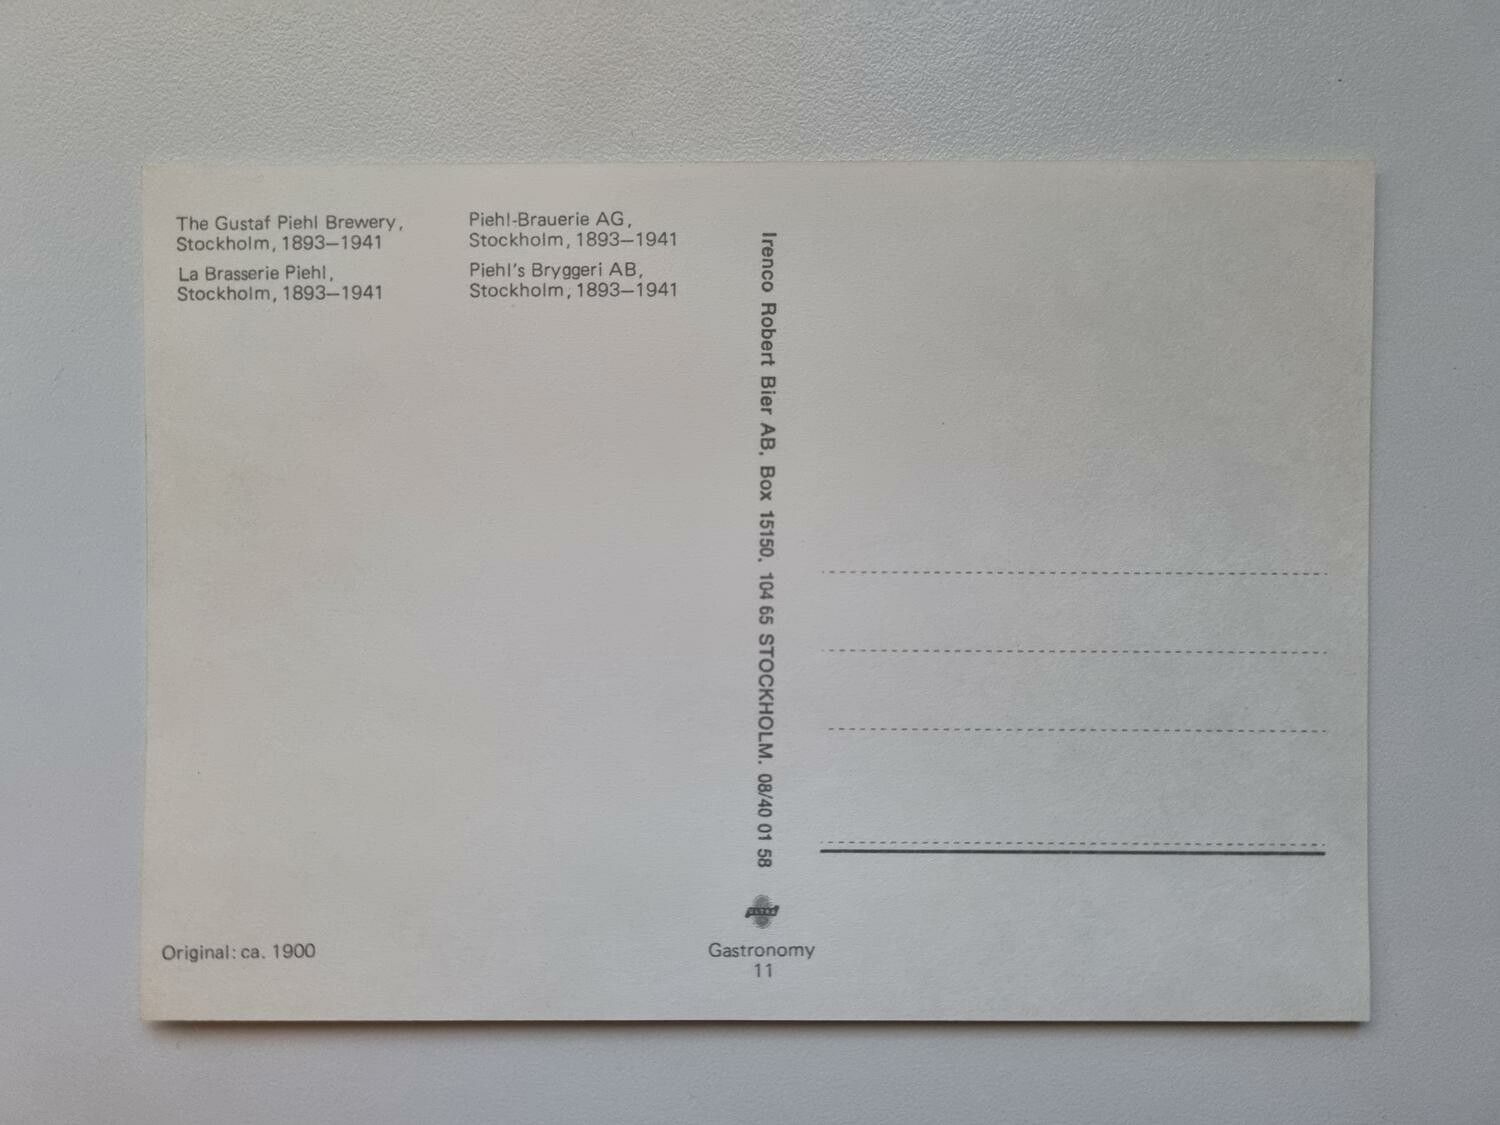 The Gustaf Piehl Brewery,
Stockholm, 1893–1941
La Brasserie Piehl,
Stockholm, 1893–1941
Piehl-Brauerie AG,
Stockholm, 1893–1941
Piehl's Bryggeri AB,
Stockholm, 1893–1941
Irenco Robert Bier AB, Box 15150, 104 65 STOCKHOLM. 08/40 01 58
ULTRA
Gastronomy
11
Original: ca. 1900